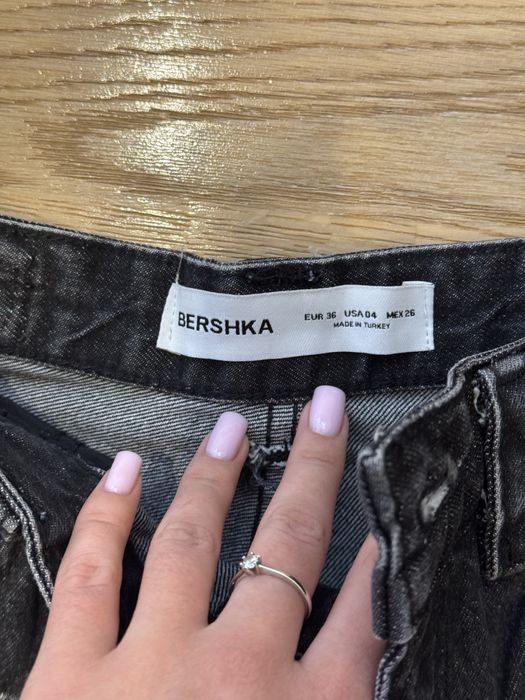 BERSHKA
EUR 36 USA 04 MEX 26
MADE IN TURKEY